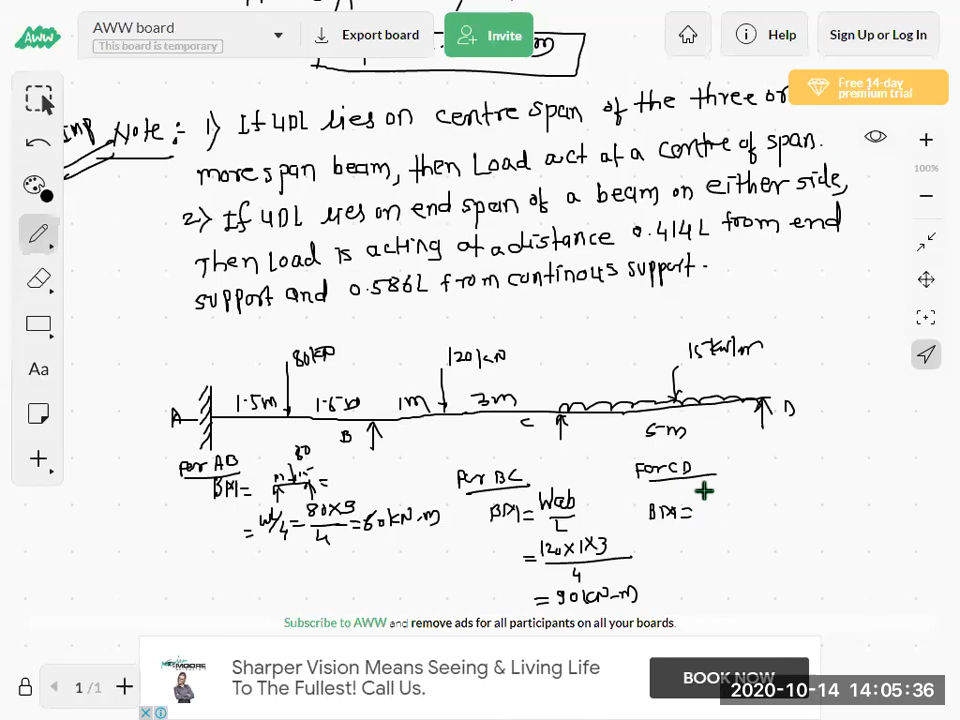 AWW board
This board is temporary
Export board
Invite
Help
Sign Up or Log In
Free 14-day
premium trial
Imp Note :- 1) If UDL lies on centre span of the three or
more span beam, then Load act at a centre of span.
2) If UDL lies on end span of a beam on either side,
Then Load is acting at a distance 0.414L from end
support and 0.586L from continous support.
100%
Aa
80kN
120kN
15kN/m
A
1.5m
1.5m
1m
3m
B
C
D
5m
For AB
80
BM =
=
= WL/4 = 80×3/4 = 60kN-m
For BC
BM = Wab/L
= 120×1×3/4
= 90kN-m
For CD
BM =
Subscribe to AWW and remove ads for all participants on all your boards.
1/1
MOORE
Sharper Vision Means Seeing & Living Life
To The Fullest! Call Us.
BOOK NOW
2020-10-14 14:05:36